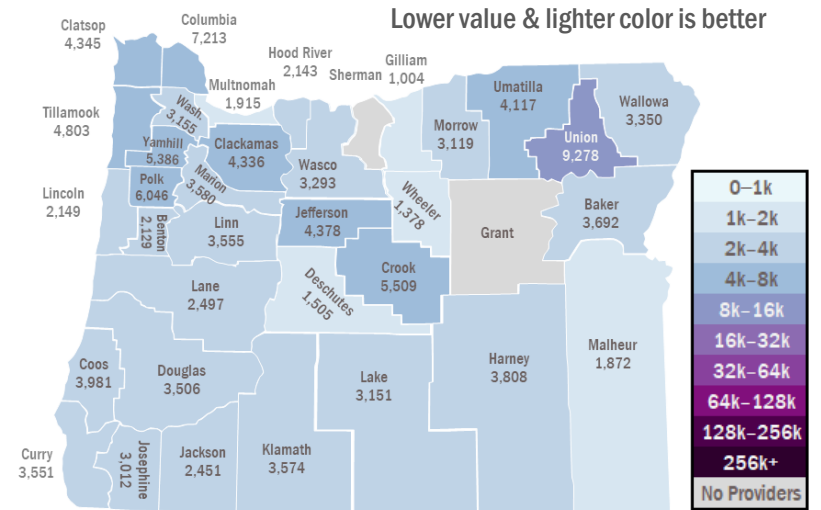 Lower value & lighter color is better
Clatsop
4,345
Columbia
7,213
Hood River
2,143
Sherman
Gilliam
1,004
Multnomah
1,915
Tillamook
4,803
Wash.
3,155
Yamhill
5,386
Clackamas
4,336
Wasco
3,293
Morrow
3,119
Umatilla
4,117
Union
9,278
Wallowa
3,350
Lincoln
2,149
Polk
6,046
Marion
3,580
Benton
2,129
Linn
3,555
Jefferson
4,378
Wheeler
1,378
Grant
Baker
3,692
Lane
2,497
Deschutes
1,505
Crook
5,509
Coos
3,981
Douglas
3,506
Lake
3,151
Harney
3,808
Malheur
1,872
Curry
3,551
Josephine
3,012
Jackson
2,451
Klamath
3,574
0–1k
1k–2k
2k–4k
4k–8k
8k–16k
16k–32k
32k–64k
64k–128k
128k–256k
256k+
No Providers